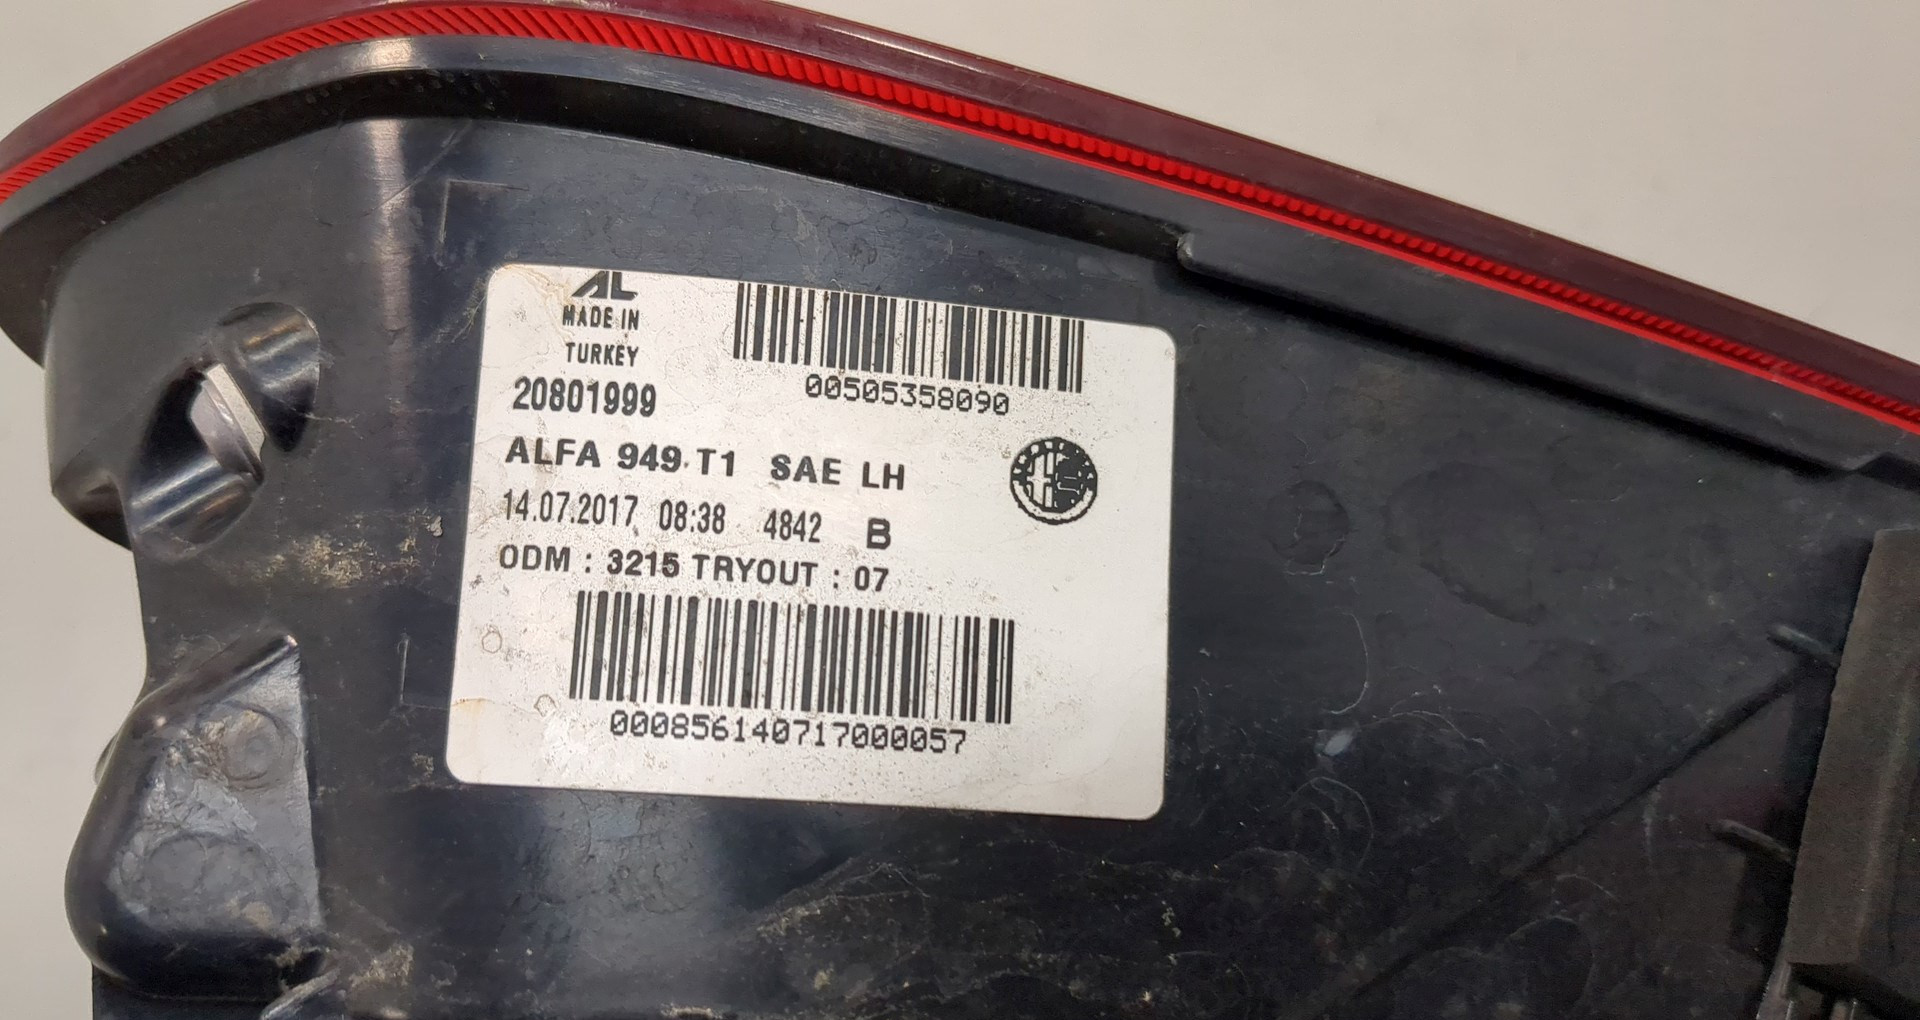 AL
MADE IN
TURKEY
00505358090
20801999
ALFA 949 T1 SAE LH
14.07.2017 08:38 4842 B
ODM : 3215 TRYOUT : 07
000856140717000057